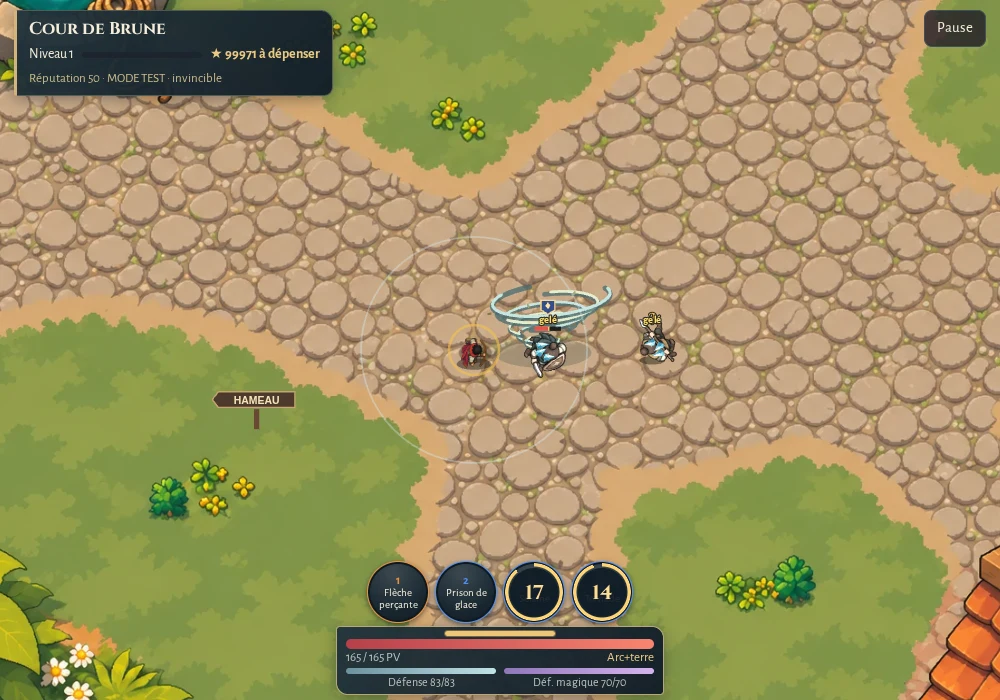 COUR DE BRUNE
Niveau 1 ★ 99971 à dépenser
Réputation 50 · MODE TEST · invincible
Pause
gelé
gelé
HAMEAU
1
Flèche
perçante
2
Prison de
glace
17
14
165/165 PV Arc+terre
Défense 83/83 Déf. magique 70/70